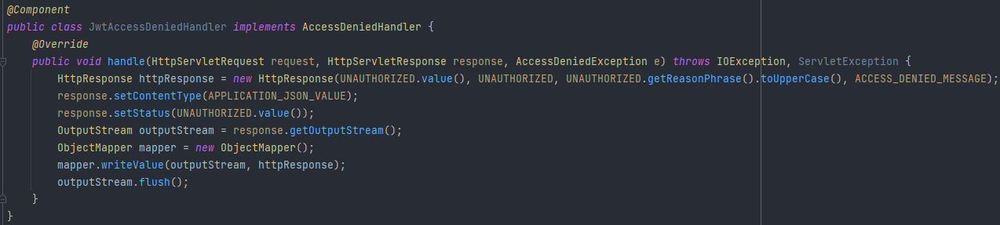 @Component
public class JwtAccessDeniedHandler implements AccessDeniedHandler {
    @Override
    public void handle(HttpServletRequest request, HttpServletResponse response, AccessDeniedException e) throws IOException, ServletException {
        HttpResponse httpResponse = new HttpResponse(UNAUTHORIZED.value(), UNAUTHORIZED, UNAUTHORIZED.getReasonPhrase().toUpperCase(), ACCESS_DENIED_MESSAGE);
        response.setContentType(APPLICATION_JSON_VALUE);
        response.setStatus(UNAUTHORIZED.value());
        OutputStream outputStream = response.getOutputStream();
        ObjectMapper mapper = new ObjectMapper();
        mapper.writeValue(outputStream, httpResponse);
        outputStream.flush();
    }
}